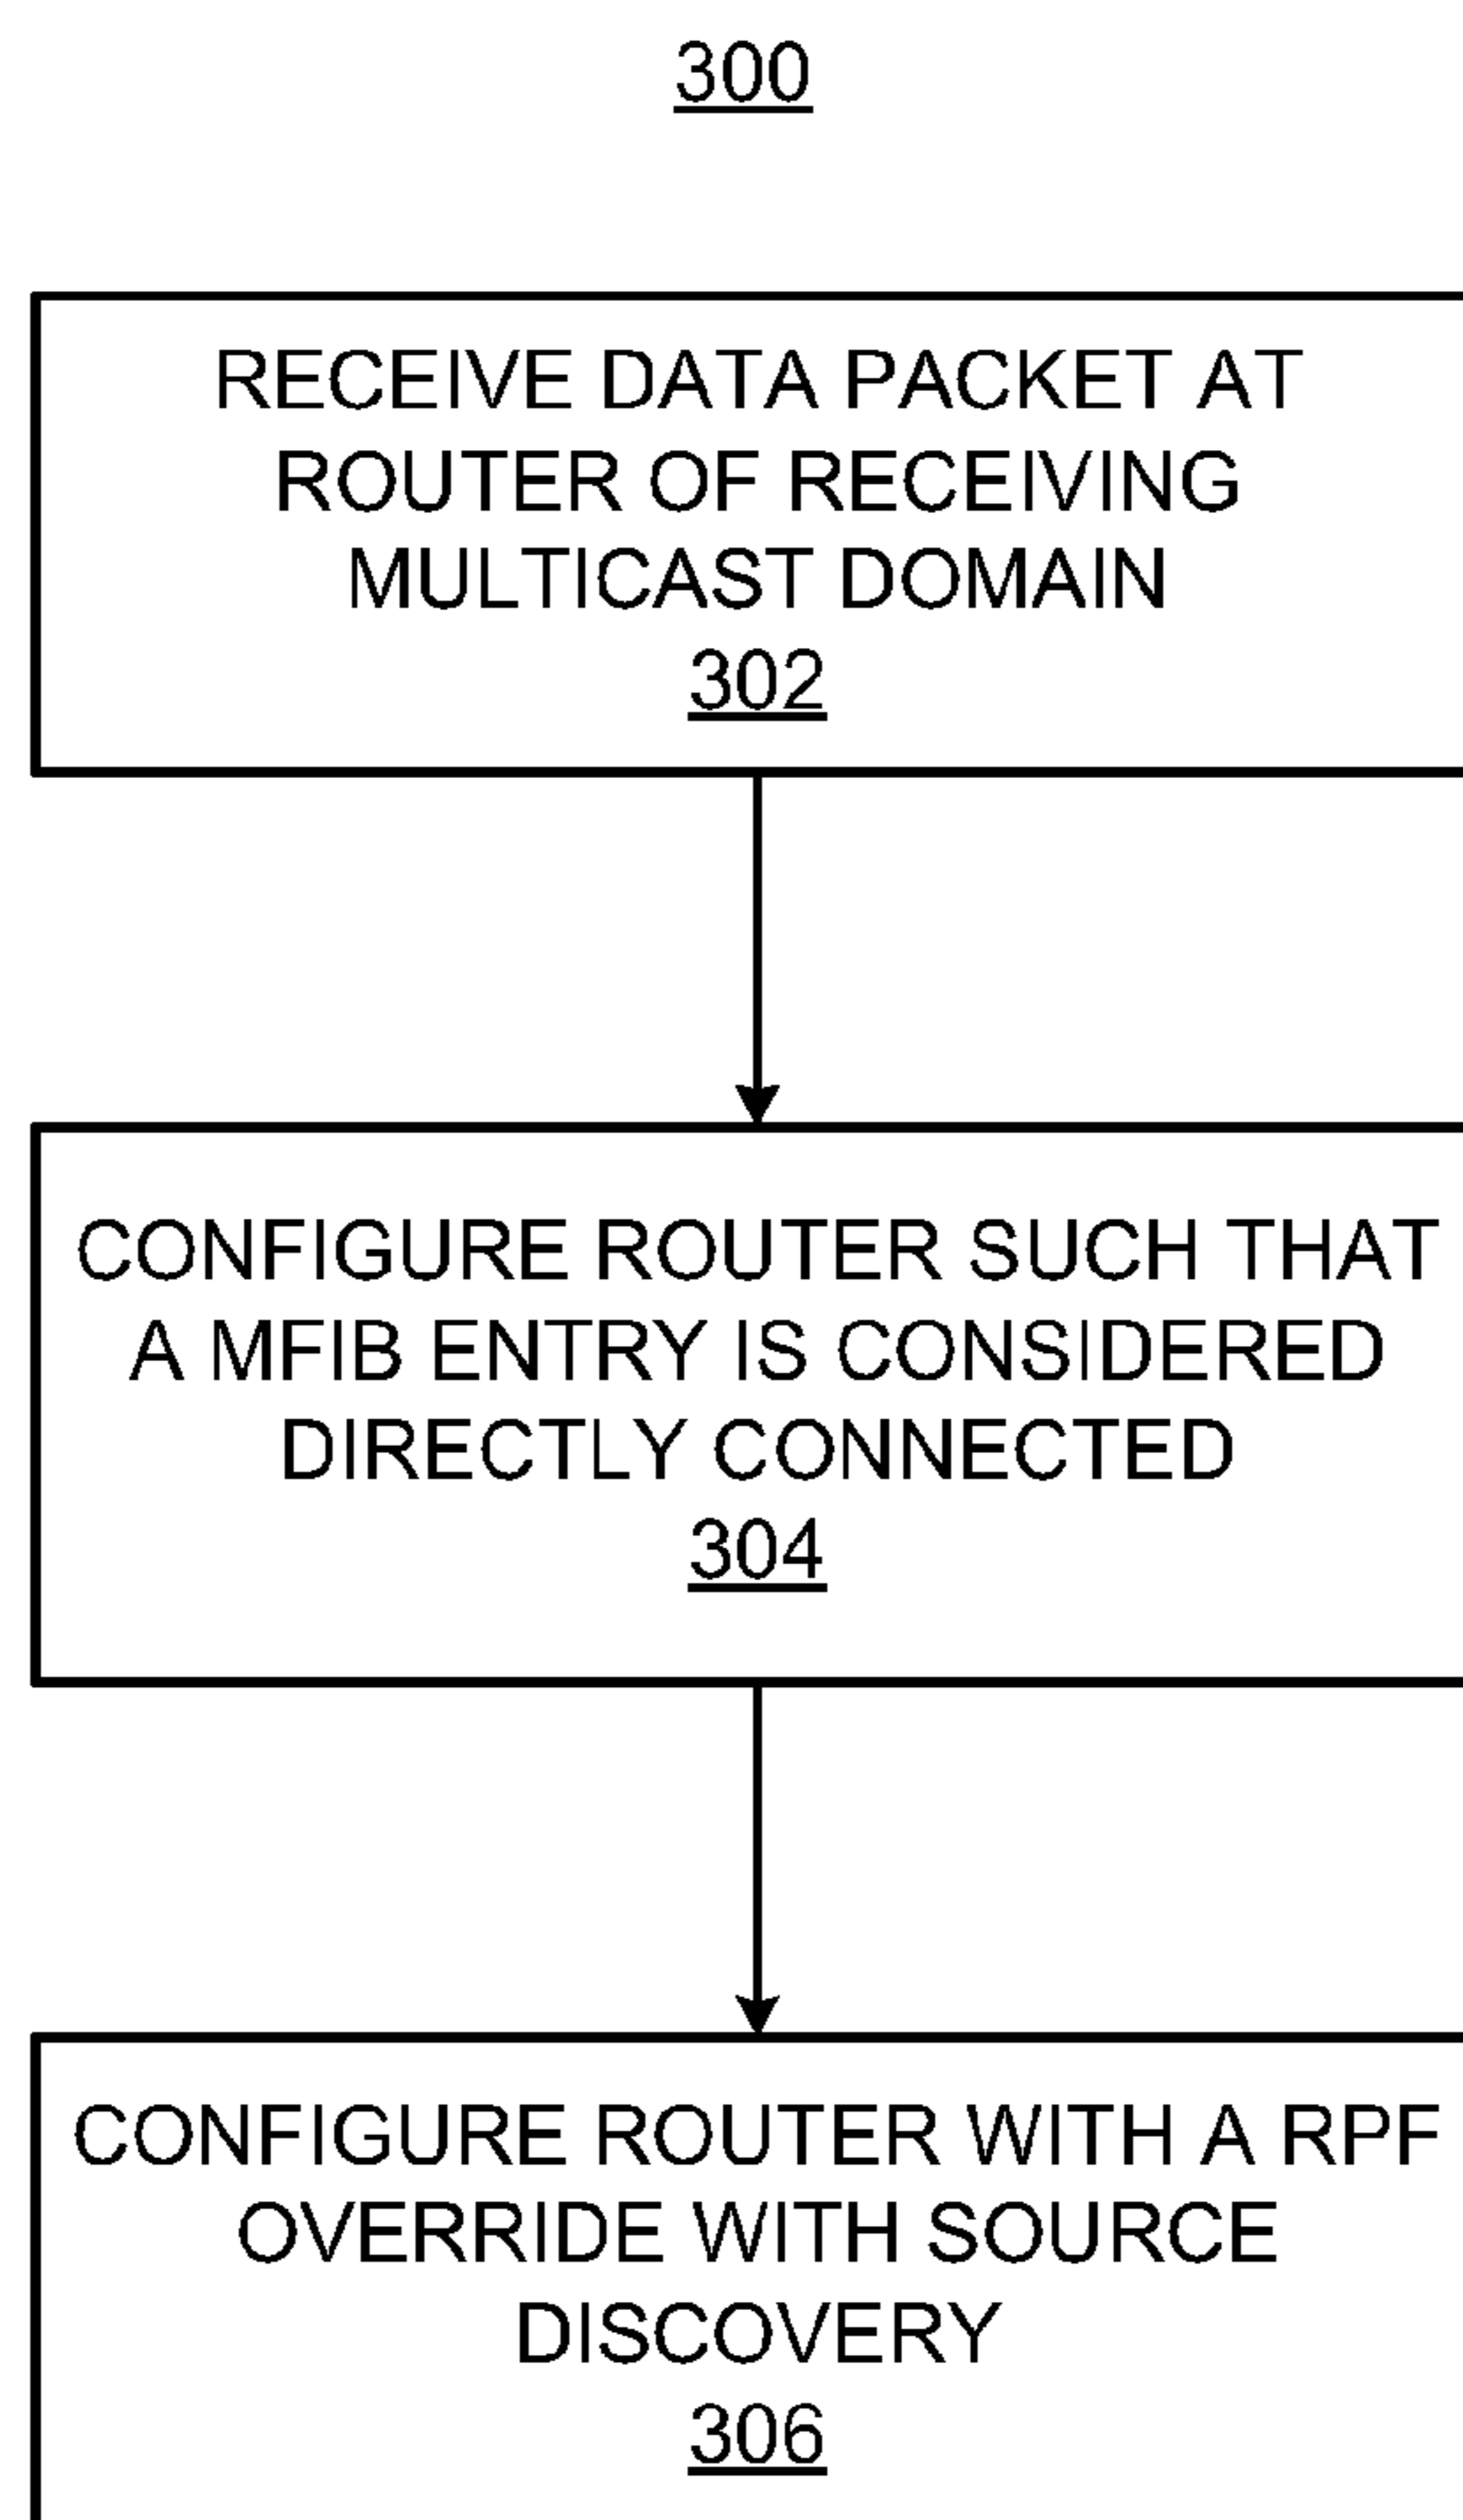 300
RECEIVE DATA PACKET AT
ROUTER OF RECEIVING
MULTICAST DOMAIN
302
CONFIGURE ROUTER SUCH THAT
A MFIB ENTRY IS CONSIDERED
DIRECTLY CONNECTED
304
CONFIGURE ROUTER WITH A RPF
OVERRIDE WITH SOURCE
DISCOVERY
306